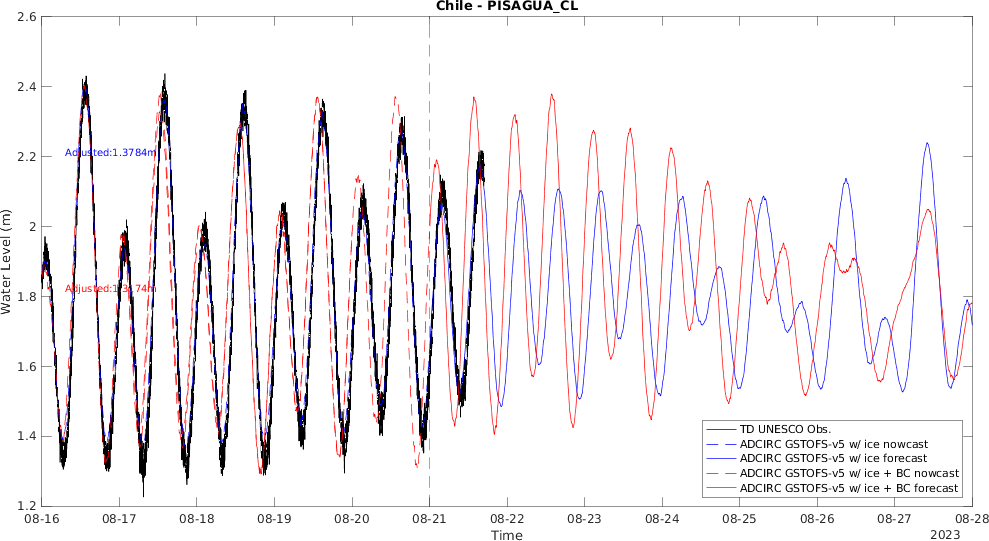 Chile - PISAGUA_CL
2.6
2.4
2.2
2
1.8
1.6
1.4
1.2
Water Level (m)
Adjusted:1.3784m
TD UNESCO Obs.
ADCIRC GSTOFS-v5 w/ ice nowcast
ADCIRC GSTOFS-v5 w/ ice forecast
ADCIRC GSTOFS-v5 w/ ice + BC nowcast
ADCIRC GSTOFS-v5 w/ ice + BC forecast
08-16 08-17 08-18 08-19 08-20 08-21 08-22 08-23 08-24 08-25 08-26 08-27 08-28
Time
2023